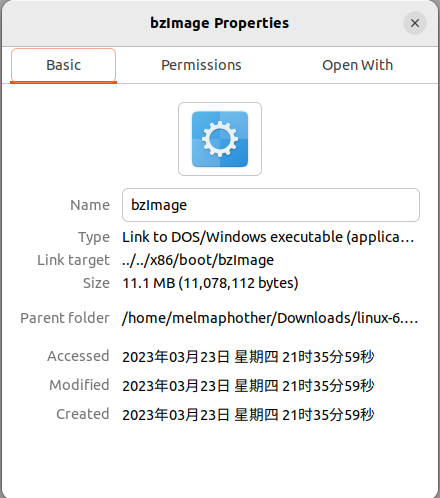 bzImage Properties
Basic Permissions Open With
Name bzImage
Type Link to DOS/Windows executable (applica...
Link target ../../x86/boot/bzImage
Size 11.1 MB (11,078,112 bytes)
Parent folder /home/melmaphother/Downloads/linux-6....
Accessed 2023年03月23日 星期四 21时35分59秒
Modified 2023年03月23日 星期四 21时35分59秒
Created 2023年03月23日 星期四 21时35分59秒